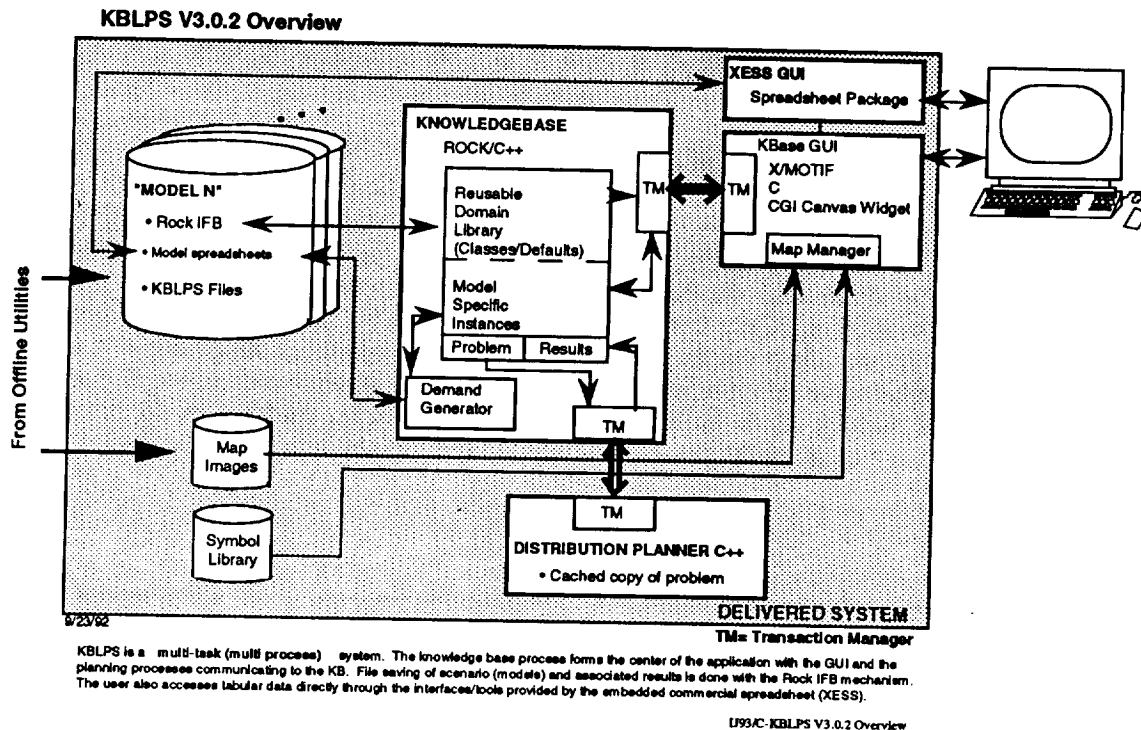 KBLPS V3.0.2 Overview
XESS GUI
Spreadsheet Package
KNOWLEDGEBASE
ROCK/C++
KBase GUI
X/MOTIF
C
CGI Canvas Widget
Map Manager
TM
TM
"MODEL N"
• Rock IFB
• Model spreadsheets
• KBLPS Files
Reusable
Domain
Library
(Classes/Defaults)
Model
Specific
Instances
Problem
Results
Demand
Generator
TM
From Offline Utilities
Map
Images
Symbol
Library
TM
DISTRIBUTION PLANNER C++
• Cached copy of problem
DELIVERED SYSTEM
9/23/92
TM= Transaction Manager
KBLPS is a multi-task (multi process) system. The knowledge base process forms the center of the application with the GUI and the
planning processes communicating to the KB. File saving of scenario (models) and associated results is done with the Rock IFB mechanism.
The user also accesses tabular data directly through the interfaces/tools provided by the embedded commercial spreadsheet (XESS).
IJ93/C-KBLPS V3.0.2 Overview